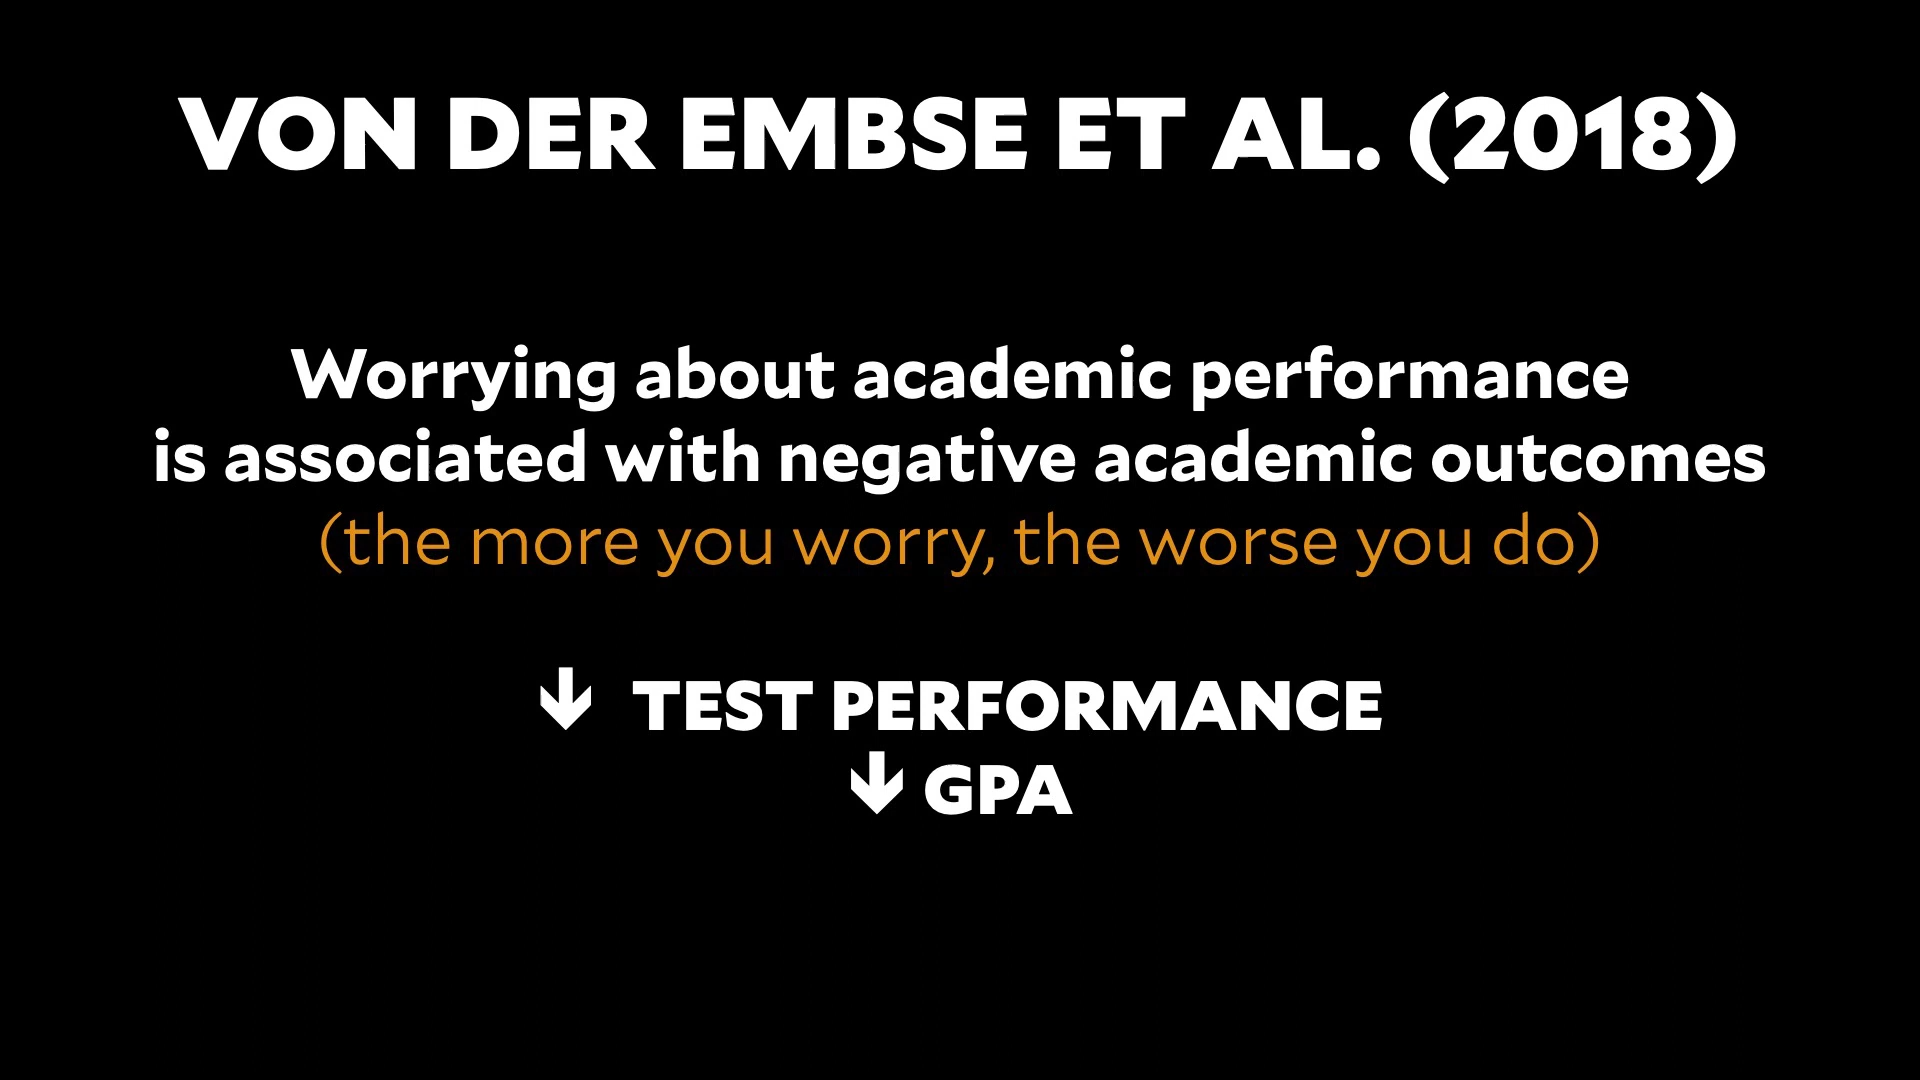 VON DER EMBSE ET AL. (2018)
Worrying about academic performance
is associated with negative academic outcomes
(the more you worry, the worse you do)
↓ TEST PERFORMANCE
↓ GPA